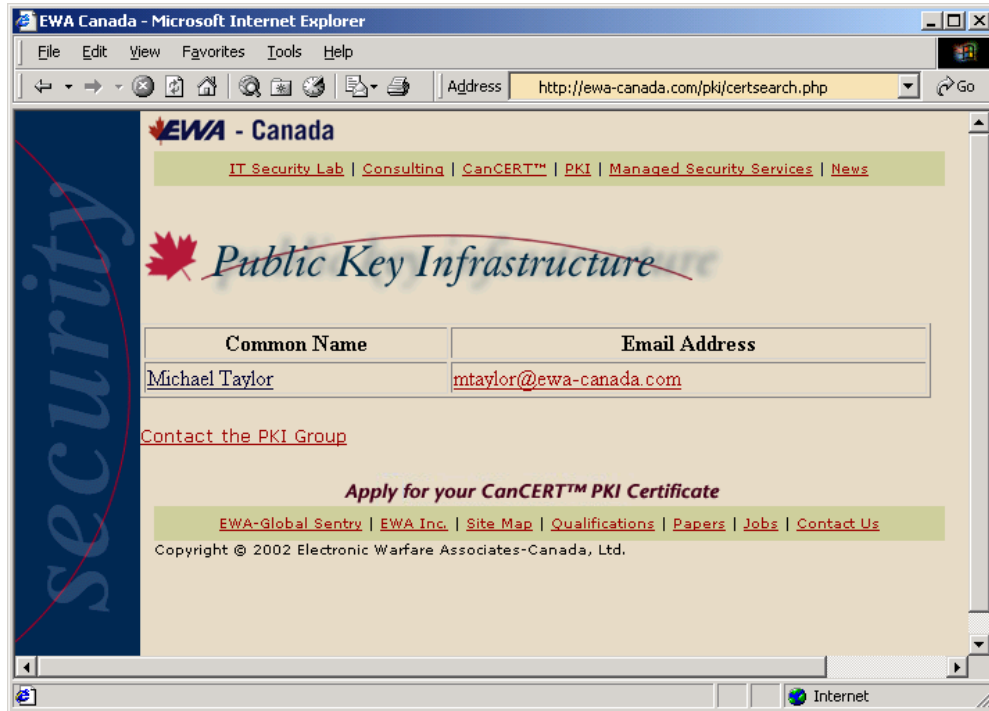 EWA Canada - Microsoft Internet Explorer
File Edit View Favorites Tools Help
Address http://ewa-canada.com/pki/certsearch.php Go
EWA - Canada
IT Security Lab | Consulting | CanCERT™ | PKI | Managed Security Services | News
security
Public Key Infrastructure
Common Name Email Address
Michael Taylor mtaylor@ewa-canada.com
Contact the PKI Group
Apply for your CanCERT™ PKI Certificate
EWA-Global Sentry | EWA Inc. | Site Map | Qualifications | Papers | Jobs | Contact Us
Copyright © 2002 Electronic Warfare Associates-Canada, Ltd.
Internet